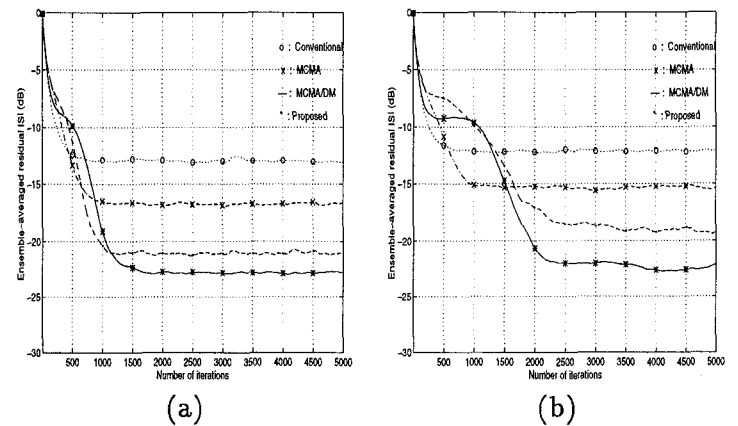 Ensemble-averaged residual ISI (dB)
0
-5
-10
-15
-20
-25
-30
o : Conventional
x : MCMA
— : MCMA/DM
* : Proposed
500 1000 1500 2000 2500 3000 3500 4000 4500 5000
Number of iterations
(a)
Ensemble-averaged residual ISI (dB)
0
-5
-10
-15
-20
-25
-30
o : Conventional
x : MCMA
— : MCMA/DM
* : Proposed
500 1000 1500 2000 2500 3000 3500 4000 4500 5000
Number of iterations
(b)